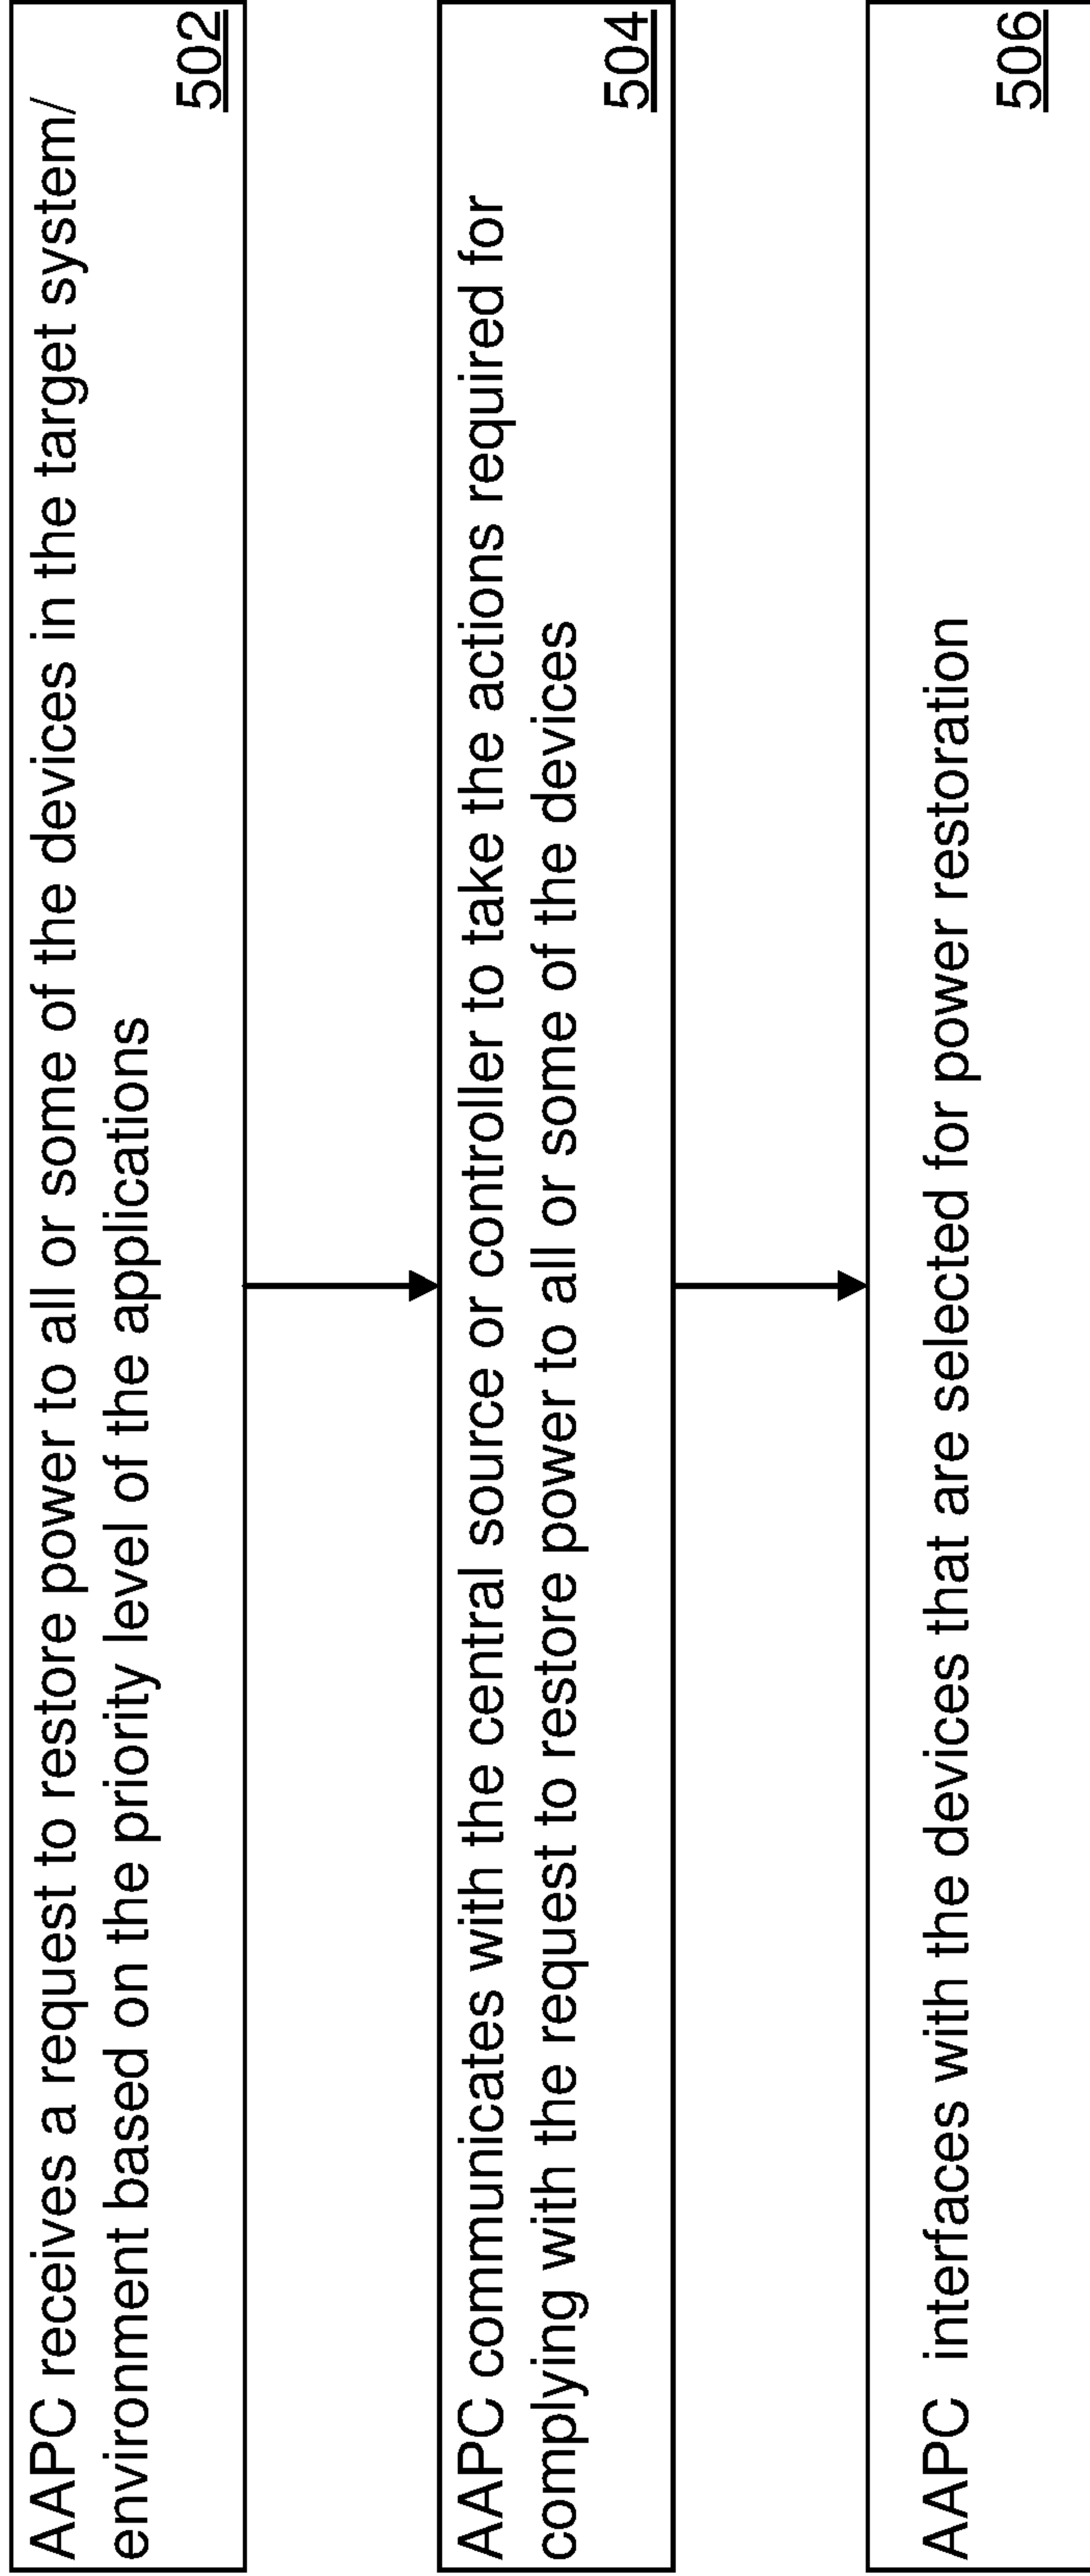 AAPC receives a request to restore power to all or some of the devices in the target system/
environment based on the priority level of the applications
502
AAPC communicates with the central source or controller to take the actions required for
complying with the request to restore power to all or some of the devices
504
AAPC interfaces with the devices that are selected for power restoration
506